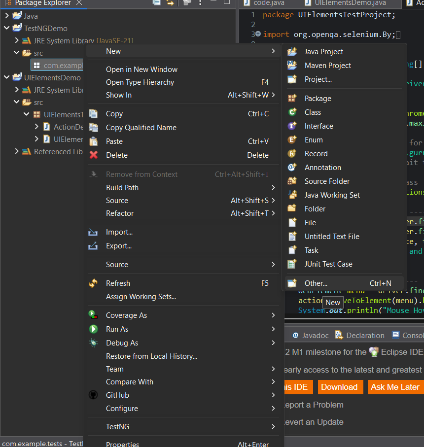 Package Explorer
code.java
UIElementsDemo.java
Java
TestNGDemo
JRE System Library [JavaSE-21]
src
com.example
UIElementsDemo
JRE System Lib
src
UIElements
ActionDe
UIElemen
Referenced Lib
New
Open in New Window
Open Type Hierarchy F4
Show In Alt+Shift+W >
Copy Ctrl+C
Copy Qualified Name
Paste Ctrl+V
Delete Delete
Remove from Context Ctrl+Alt+Shift+
Build Path
Source Alt+Shift+S >
Refactor Alt+Shift+T >
Import...
Export...
Source
Refresh F5
Assign Working Sets...
Coverage As
Run As
Debug As
Restore from Local History...
Team
Compare With
GitHub
Configure
TestNG
Properties Alt+Enter
Java Project
Maven Project
Project...
Package
Class
Interface
Enum
Record
Annotation
Source Folder
Java Working Set
Folder
File
Untitled Text File
Task
JUnit Test Case
Other... Ctrl+N
New
1 package UIElementsTestProject;
2
3 import org.openqa.selenium.By;
System.out.println("Mouse Ho
Javadoc Declaration Conso
2 M1 milestone for the Eclipse IDE
early access to the latest and greatest
his IDE Download Ask Me Later
eport a Problem
evert an Update
com.example.tests - Test